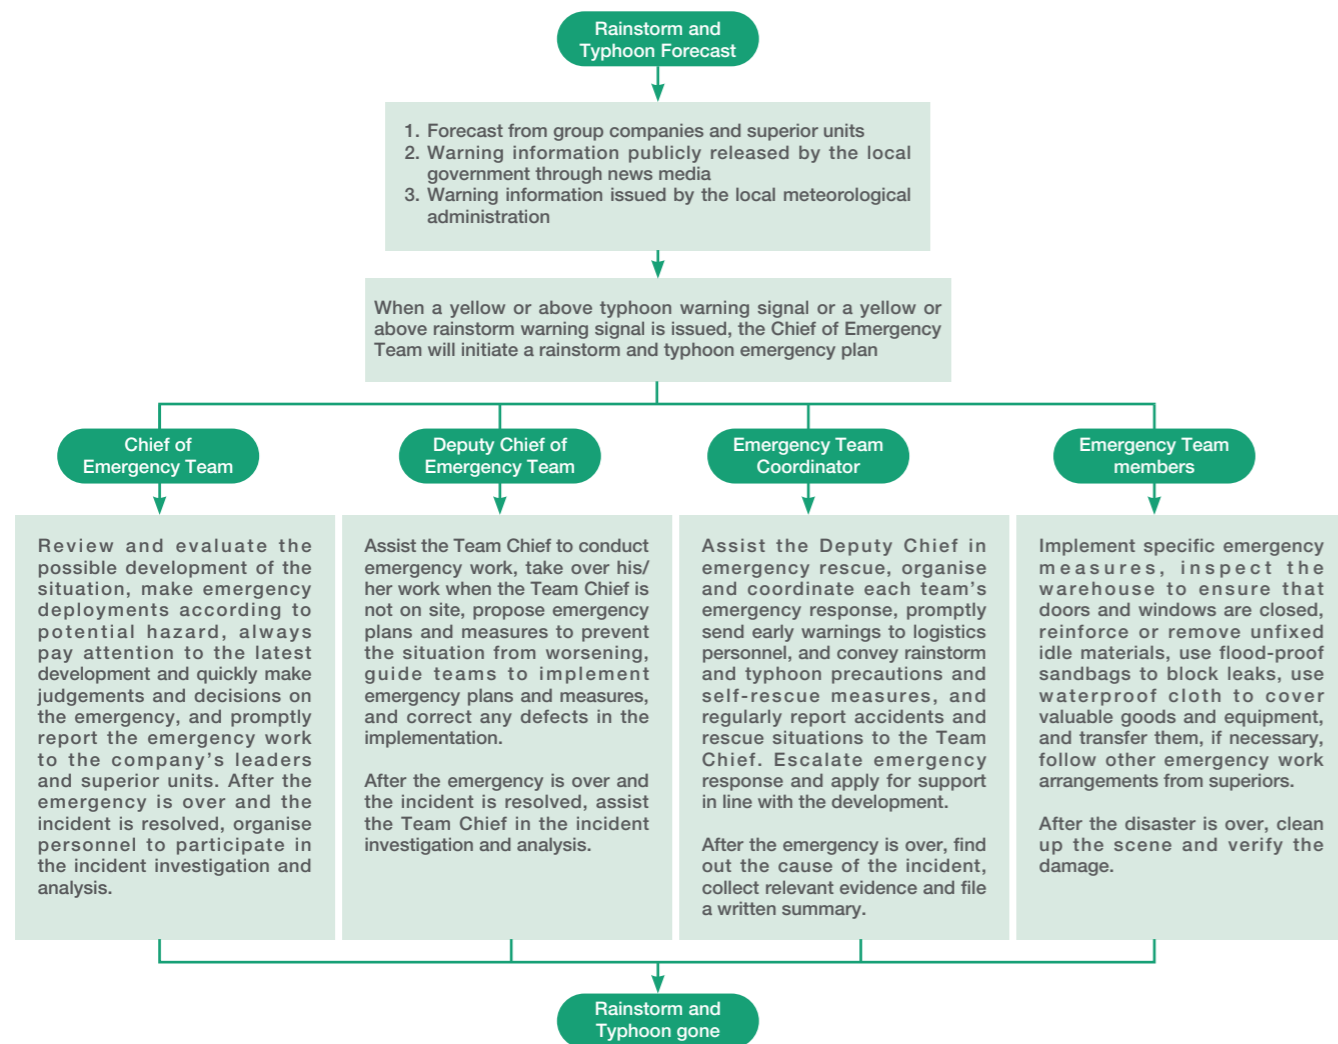 Rainstorm and
Typhoon Forecast
1. Forecast from group companies and superior units
2. Warning information publicly released by the local
government through news media
3. Warning information issued by the local meteorological
administration
When a yellow or above typhoon warning signal or a yellow or
above rainstorm warning signal is issued, the Chief of Emergency
Team will initiate a rainstorm and typhoon emergency plan
Chief of
Emergency Team
Review and evaluate the
possible development of the
situation, make emergency
deployments according to
potential hazard, always
pay attention to the latest
development and quickly make
judgements and decisions on
the emergency, and promptly
report the emergency work
to the company's leaders
and superior units. After the
emergency is over and the
incident is resolved, organise
personnel to participate in
the incident investigation and
analysis.
Deputy Chief of
Emergency Team
Assist the Team Chief to conduct
emergency work, take over his/
her work when the Team Chief is
not on site, propose emergency
plans and measures to prevent
the situation from worsening,
guide teams to implement
emergency plans and measures,
and correct any defects in the
implementation.
After the emergency is over and
the incident is resolved, assist
the Team Chief in the incident
investigation and analysis.
Emergency Team
Coordinator
Assist the Deputy Chief in
emergency rescue, organise
and coordinate each team's
emergency response, promptly
send early warnings to logistics
personnel, and convey rainstorm
and typhoon precautions and
self-rescue measures, and
regularly report accidents and
rescue situations to the Team
Chief. Escalate emergency
response and apply for support
in line with the development.
After the emergency is over, find
out the cause of the incident,
collect relevant evidence and file
a written summary.
Emergency Team
members
Implement specific emergency
measures, inspect the
warehouse to ensure that
doors and windows are closed,
reinforce or remove unfixed
idle materials, use flood-proof
sandbags to block leaks, use
waterproof cloth to cover
valuable goods and equipment,
and transfer them, if necessary,
follow other emergency work
arrangements from superiors.
After the disaster is over, clean
up the scene and verify the
damage.
Rainstorm and
Typhoon gone